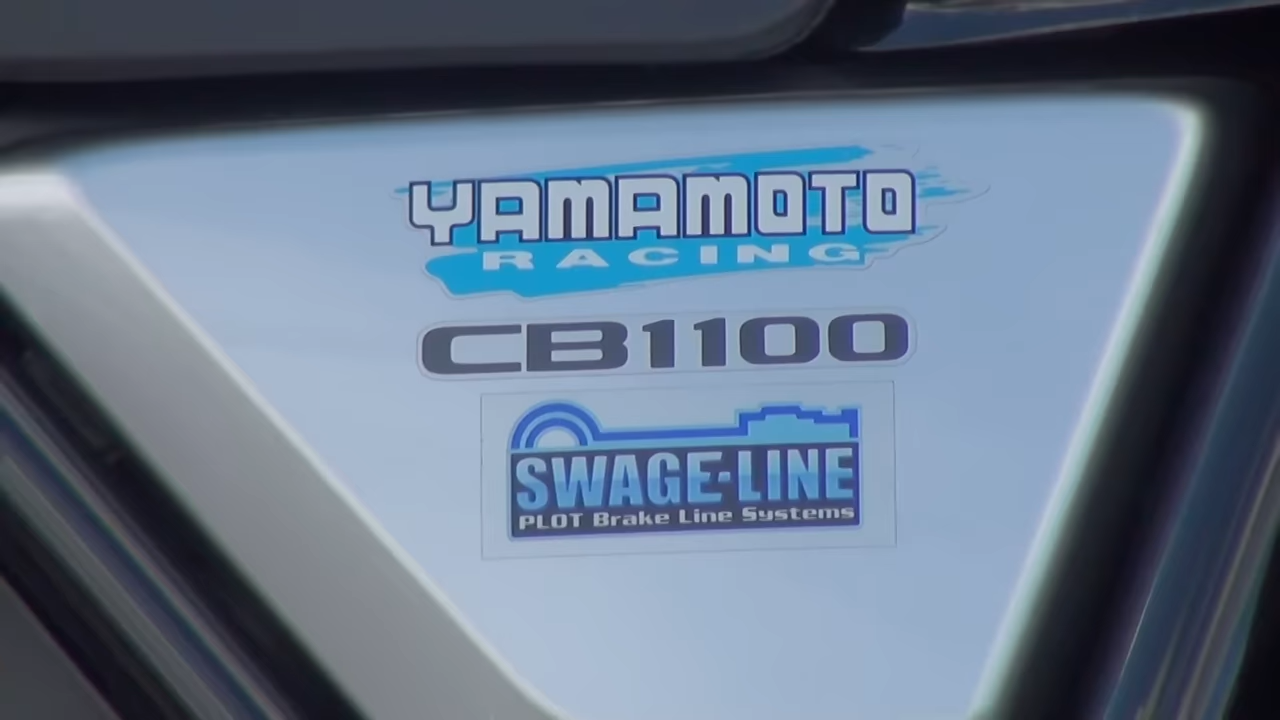 YAMAMOTO
RACING
CB1100
SWAGE-LINE
PLOT Brake Line Systems